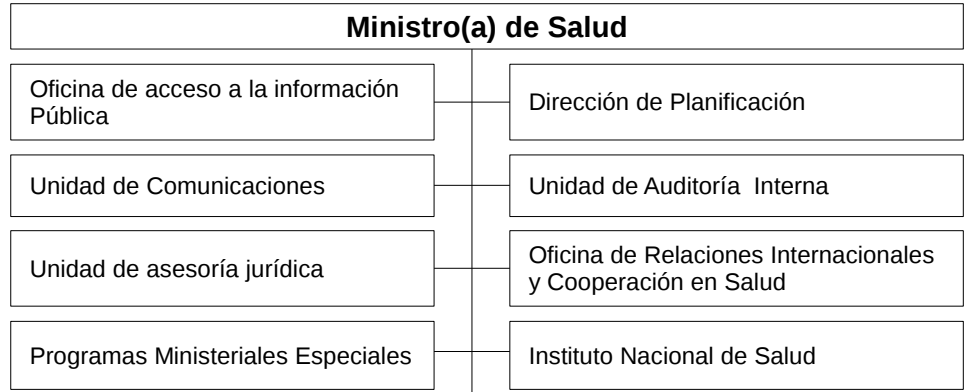 Ministro(a) de Salud
Oficina de acceso a la información
Pública
Dirección de Planificación
Unidad de Comunicaciones
Unidad de Auditoría  Interna
Unidad de asesoría jurídica
Oficina de Relaciones Internacionales
y Cooperación en Salud
Programas Ministeriales Especiales
Instituto Nacional de Salud